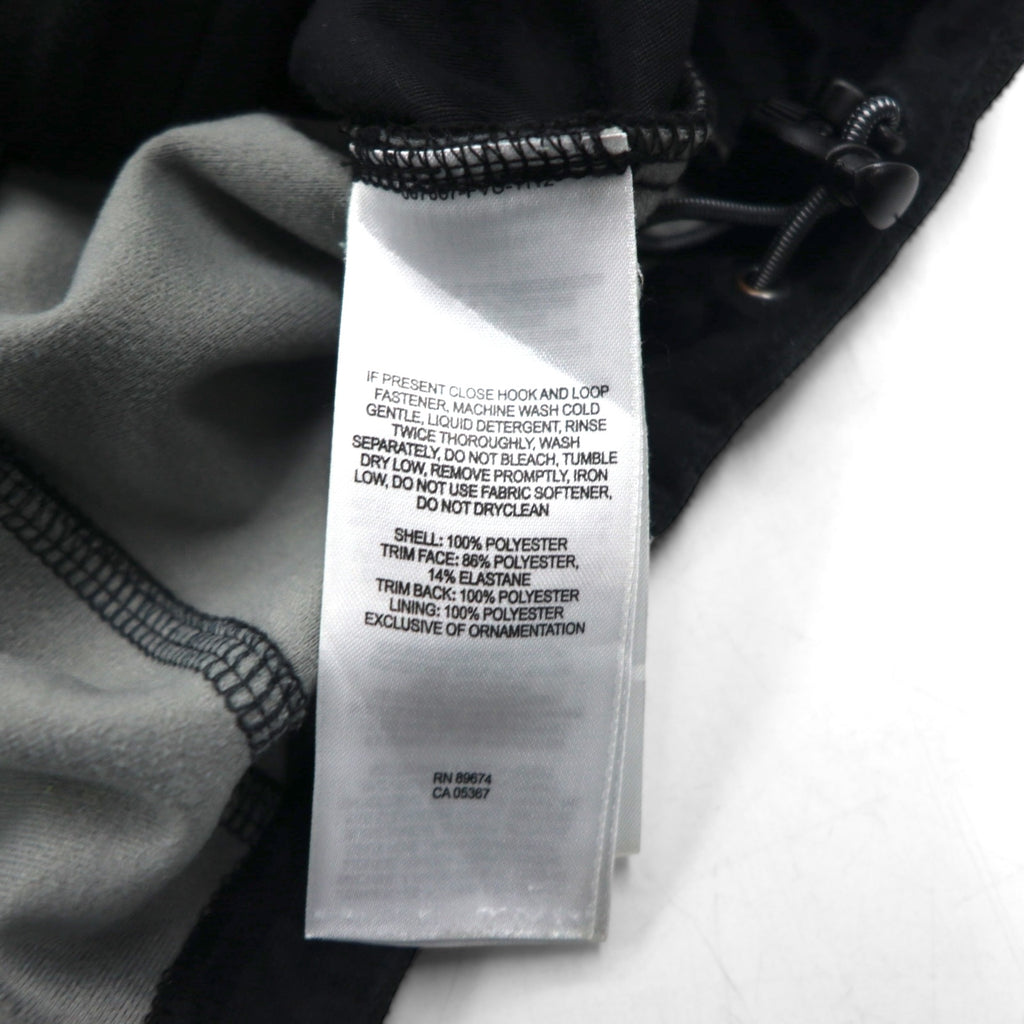 IF PRESENT CLOSE HOOK AND LOOP
FASTENER, MACHINE WASH COLD
GENTLE, LIQUID DETERGENT, RINSE
TWICE THOROUGHLY, WASH
SEPARATELY, DO NOT BLEACH, TUMBLE
DRY LOW, REMOVE PROMPTLY, IRON
LOW, DO NOT USE FABRIC SOFTENER,
DO NOT DRYCLEAN
SHELL: 100% POLYESTER
TRIM FACE: 86% POLYESTER,
14% ELASTANE
TRIM BACK: 100% POLYESTER
LINING: 100% POLYESTER
EXCLUSIVE OF ORNAMENTATION
RN 89674
CA 05367